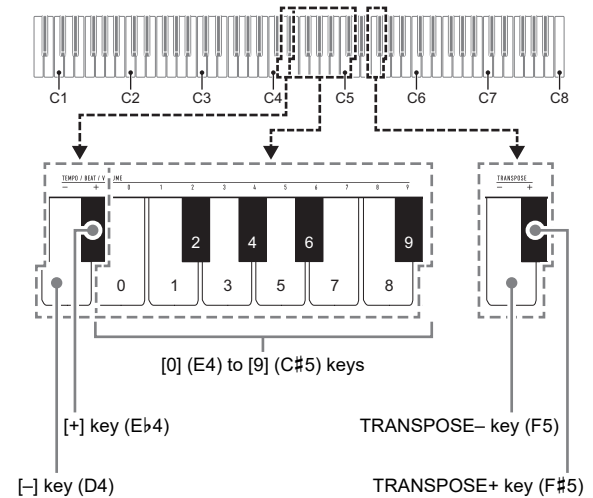 C1 C2 C3 C4 C5 C6 C7 C8
TEMPO / BEAT / V UME TRANSPOSE
– + 0 1 2 3 4 5 6 7 8 9 – +
2 4 6 9
0 1 3 5 7 8
[0] (E4) to [9] (C♯5) keys
[+] key (E♭4) TRANSPOSE– key (F5)
[–] key (D4) TRANSPOSE+ key (F♯5)